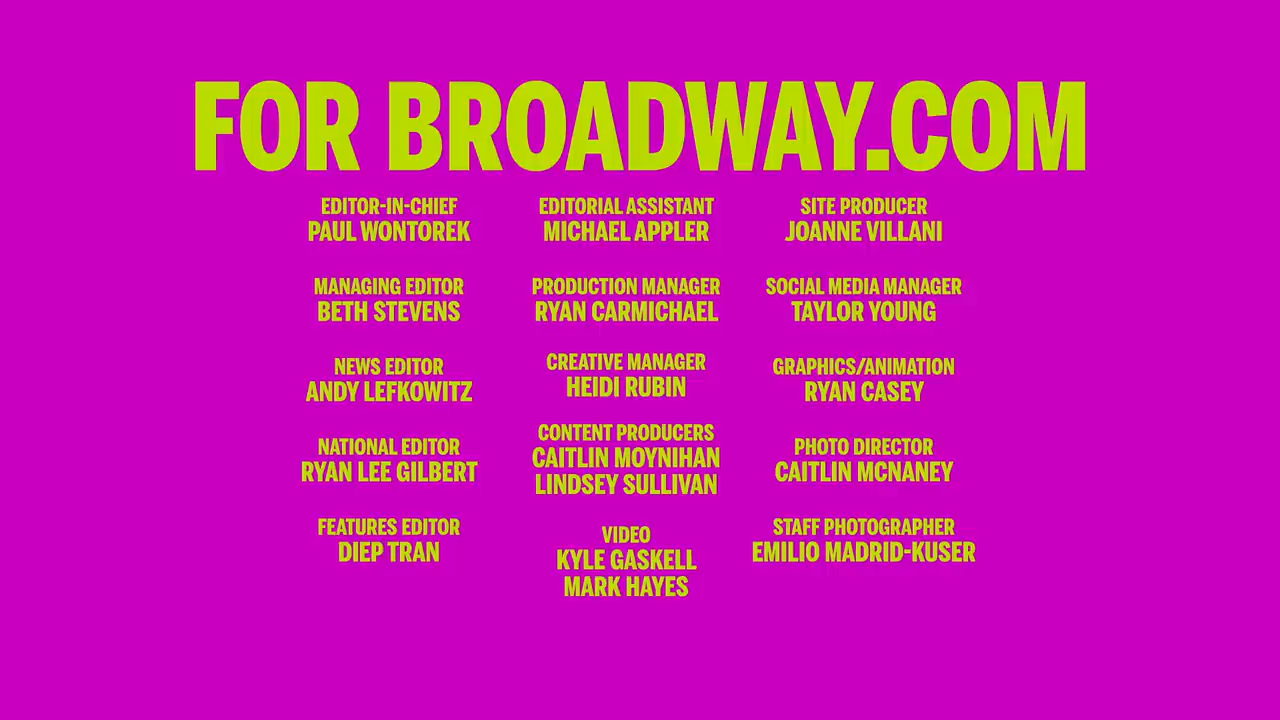 FOR BROADWAY.COM
EDITOR-IN-CHIEF
PAUL WONTOREK
MANAGING EDITOR
BETH STEVENS
NEWS EDITOR
ANDY LEFKOWITZ
NATIONAL EDITOR
RYAN LEE GILBERT
FEATURES EDITOR
DIEP TRAN
EDITORIAL ASSISTANT
MICHAEL APPLER
PRODUCTION MANAGER
RYAN CARMICHAEL
CREATIVE MANAGER
HEIDI RUBIN
CONTENT PRODUCERS
CAITLIN MOYNIHAN
LINDSEY SULLIVAN
VIDEO
KYLE GASKELL
MARK HAYES
SITE PRODUCER
JOANNE VILLANI
SOCIAL MEDIA MANAGER
TAYLOR YOUNG
GRAPHICS/ANIMATION
RYAN CASEY
PHOTO DIRECTOR
CAITLIN MCNANEY
STAFF PHOTOGRAPHER
EMILIO MADRID-KUSER